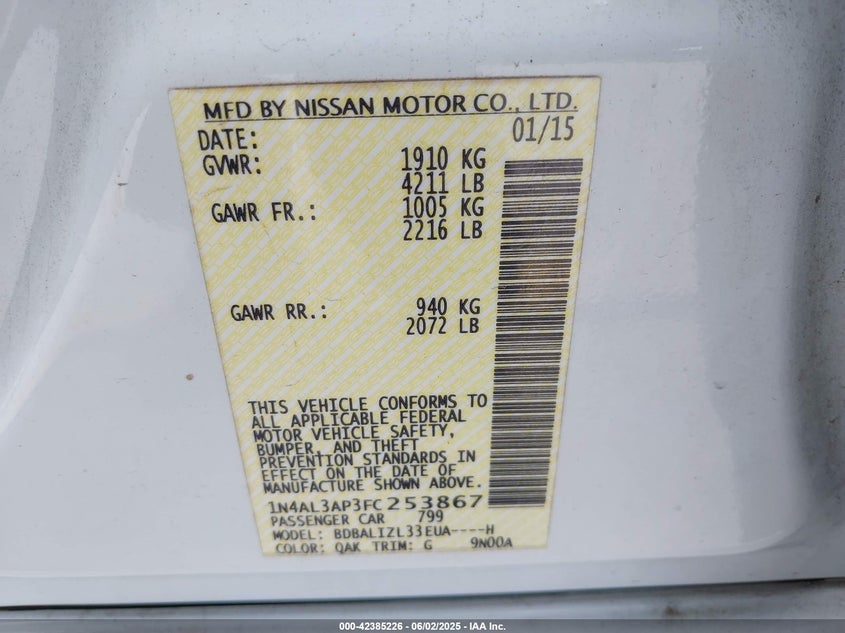 MFD BY NISSAN MOTOR CO., LTD.
DATE: 01/15
GVWR: 1910 KG
4211 LB
GAWR FR.: 1005 KG
2216 LB
GAWR RR.: 940 KG
2072 LB
THIS VEHICLE CONFORMS TO
ALL APPLICABLE FEDERAL
MOTOR VEHICLE SAFETY,
BUMPER, AND THEFT
PREVENTION STANDARDS IN
EFFECT ON THE DATE OF
MANUFACTURE SHOWN ABOVE.
1N4AL3AP3FC253867
PASSENGER CAR 799
MODEL: BDBALIZL33EUA----H
COLOR: QAK TRIM: G 9N00A
000-42385226 - 06/02/2025 - IAA Inc.